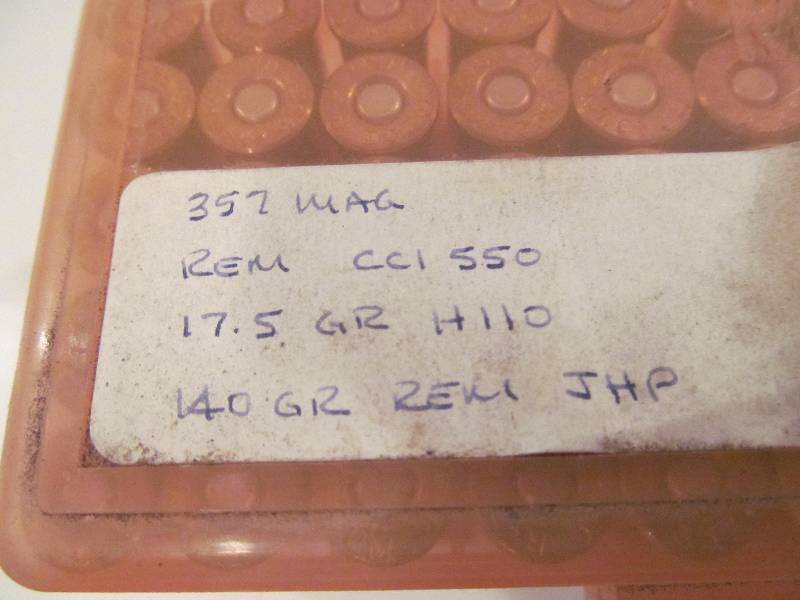 357 MAG
REM CCI 550
17.5 GR H110
140 GR REM JHP